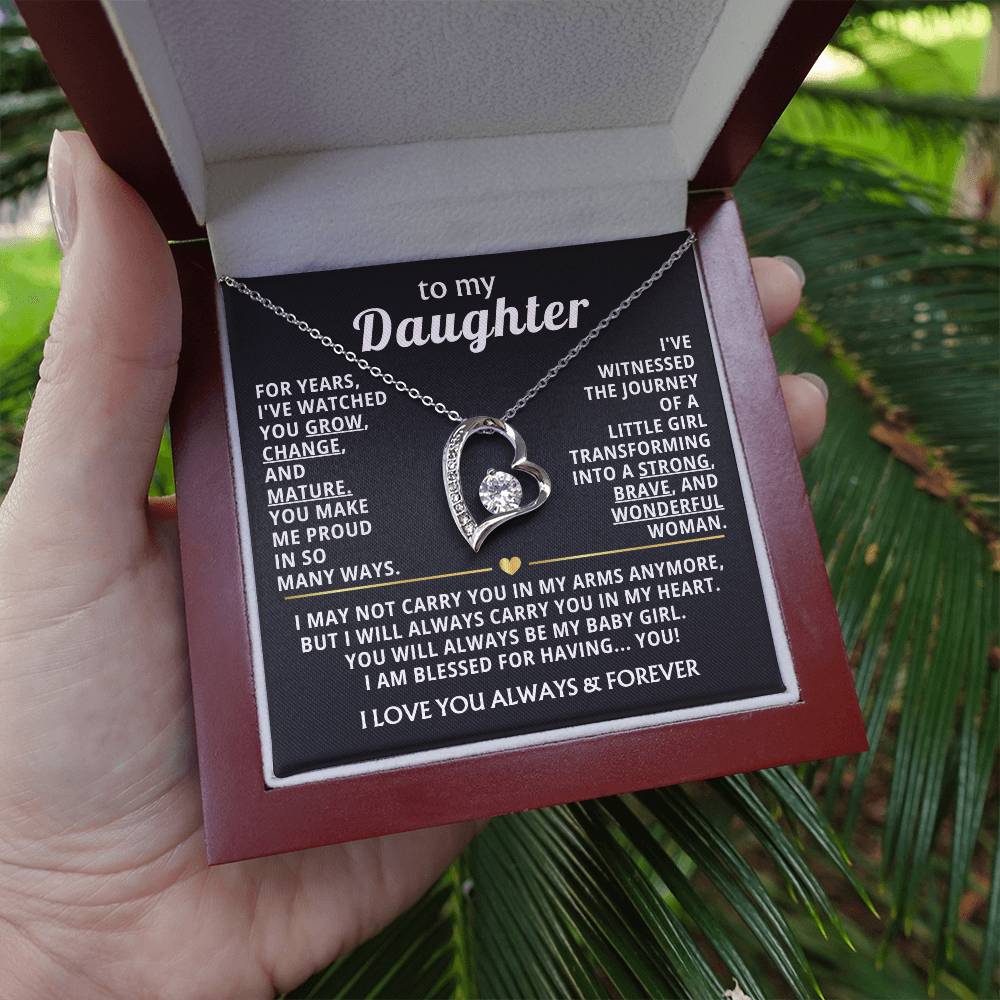 to my
Daughter
FOR YEARS,
I'VE WATCHED
YOU GROW,
CHANGE,
AND
MATURE.
YOU MAKE
ME PROUD
IN SO
MANY WAYS.
I'VE
WITNESSED
THE JOURNEY
OF A
LITTLE GIRL
TRANSFORMING
INTO A STRONG,
BRAVE, AND
WONDERFUL
WOMAN.
I MAY NOT CARRY YOU IN MY ARMS ANYMORE,
BUT I WILL ALWAYS CARRY YOU IN MY HEART.
YOU WILL ALWAYS BE MY BABY GIRL.
I AM BLESSED FOR HAVING... YOU!
I LOVE YOU ALWAYS & FOREVER